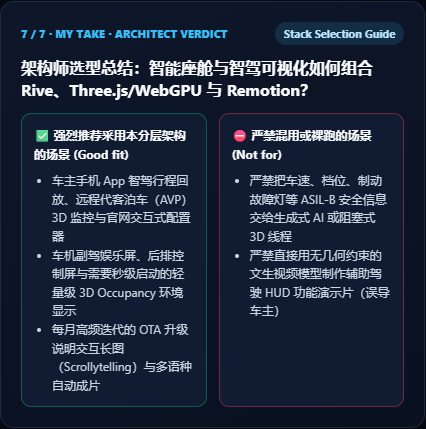 7 / 7 · MY TAKE · ARCHITECT VERDICT
Stack Selection Guide
架构师选型总结：智能座舱与智驾可视化如何组合
Rive、Three.js/WebGPU 与 Remotion？
✅ 强烈推荐采用本分层架构
的场景 (Good fit)
• 车主手机 App 智驾行程回
放、远程代客泊车（AVP）
3D 监控与官网交互式配置
器
• 车机副驾娱乐屏、后排控
制屏与需要秒级启动的轻
量级 3D Occupancy 环境
显示
• 每月高频迭代的 OTA 升级
说明交互长图
（Scrollytelling）与多语种
自动成片
⛔ 严禁混用或裸跑的场景
(Not for)
• 严禁把车速、档位、制动
故障灯等 ASIL-B 安全信息
交给生成式 AI 或阻塞式
3D 线程
• 严禁直接用无几何约束的
文生视频模型制作辅助驾
驶 HUD 功能演示片（误导
车主）